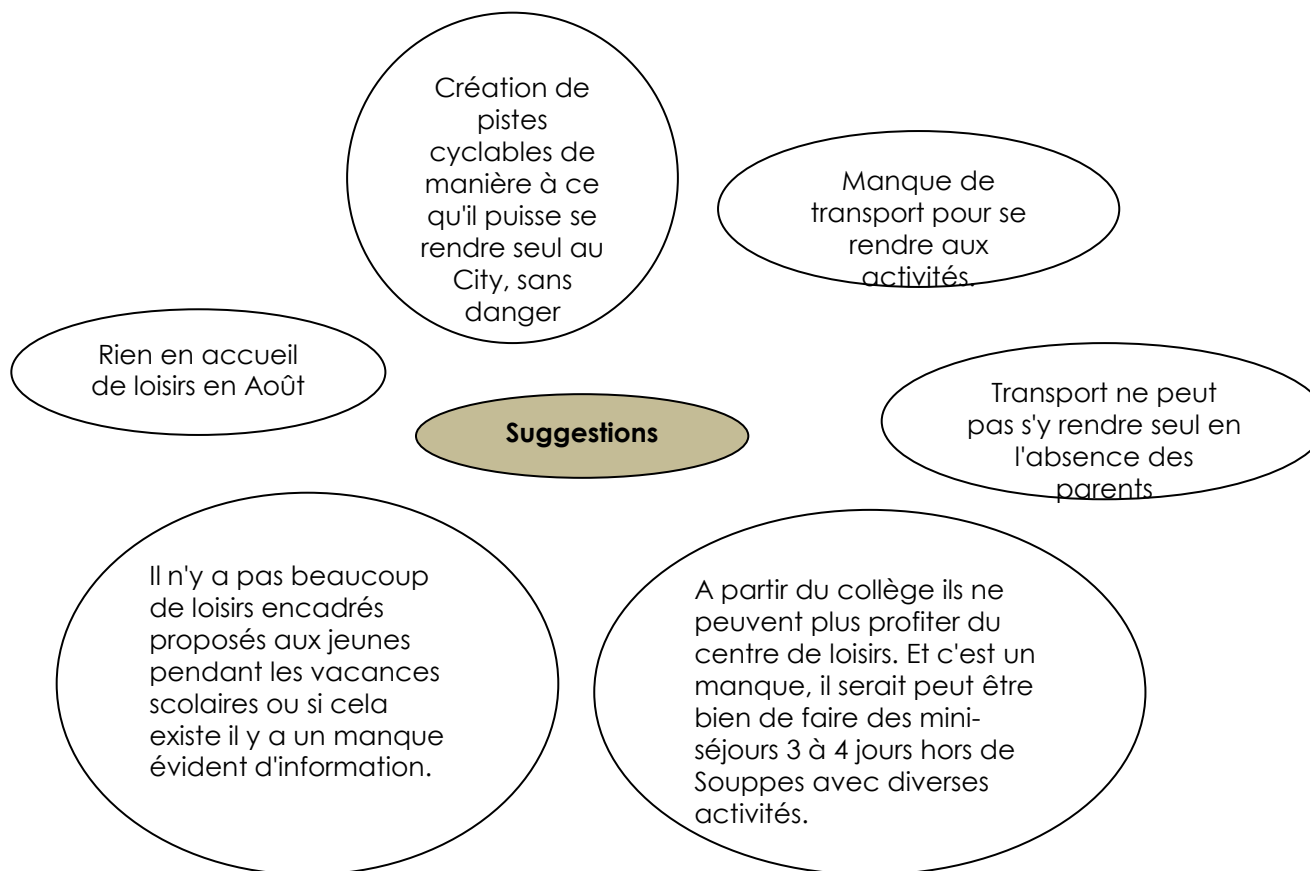 Création de
pistes
cyclables de
manière à ce
qu'il puisse se
rendre seul au
City, sans
danger
Manque de
transport pour se
rendre aux
activités.
Rien en accueil
de loisirs en Août
Suggestions
Transport ne peut
pas s'y rendre seul en
l'absence des
parents
Il n'y a pas beaucoup
de loisirs encadrés
proposés aux jeunes
pendant les vacances
scolaires ou si cela
existe il y a un manque
évident d'information.
A partir du collège ils ne
peuvent plus profiter du
centre de loisirs. Et c'est un
manque, il serait peut être
bien de faire des mini-
séjours 3 à 4 jours hors de
Souppes avec diverses
activités.